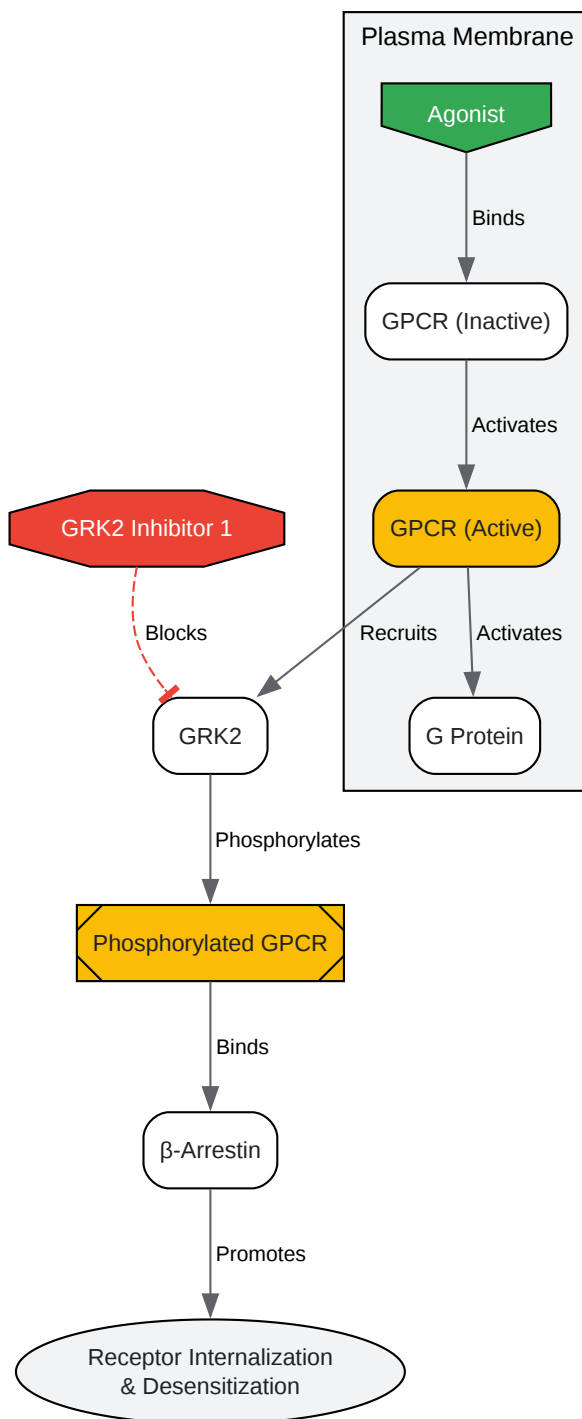 Plasma Membrane
Agonist
Binds
GPCR (Inactive)
Activates
GPCR (Active)
GRK2 Inhibitor 1
Blocks
Recruits
Activates
GRK2
G Protein
Phosphorylates
Phosphorylated GPCR
Binds
β-Arrestin
Promotes
Receptor Internalization
& Desensitization